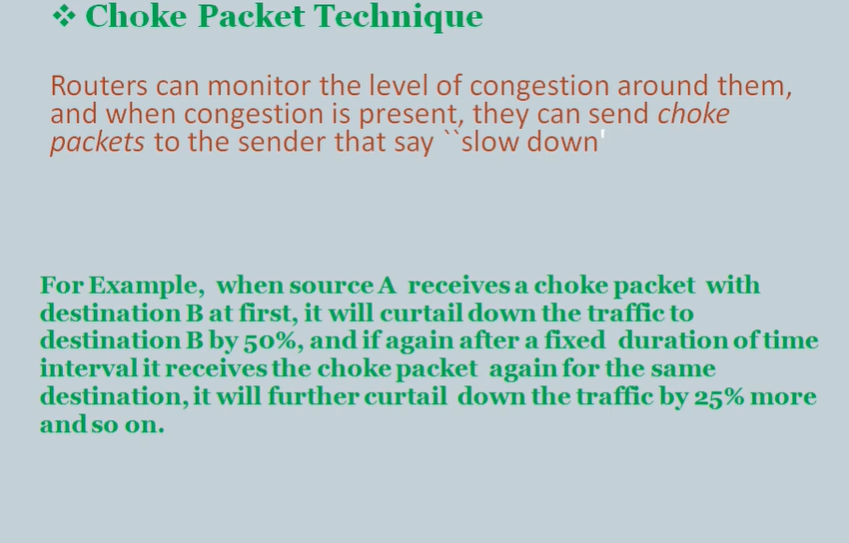 ❖ Choke Packet Technique
Routers can monitor the level of congestion around them,
and when congestion is present, they can send choke
packets to the sender that say ``slow down'
For Example, when source A receives a choke packet with
destination B at first, it will curtail down the traffic to
destination B by 50%, and if again after a fixed duration of time
interval it receives the choke packet again for the same
destination, it will further curtail down the traffic by 25% more
and so on.